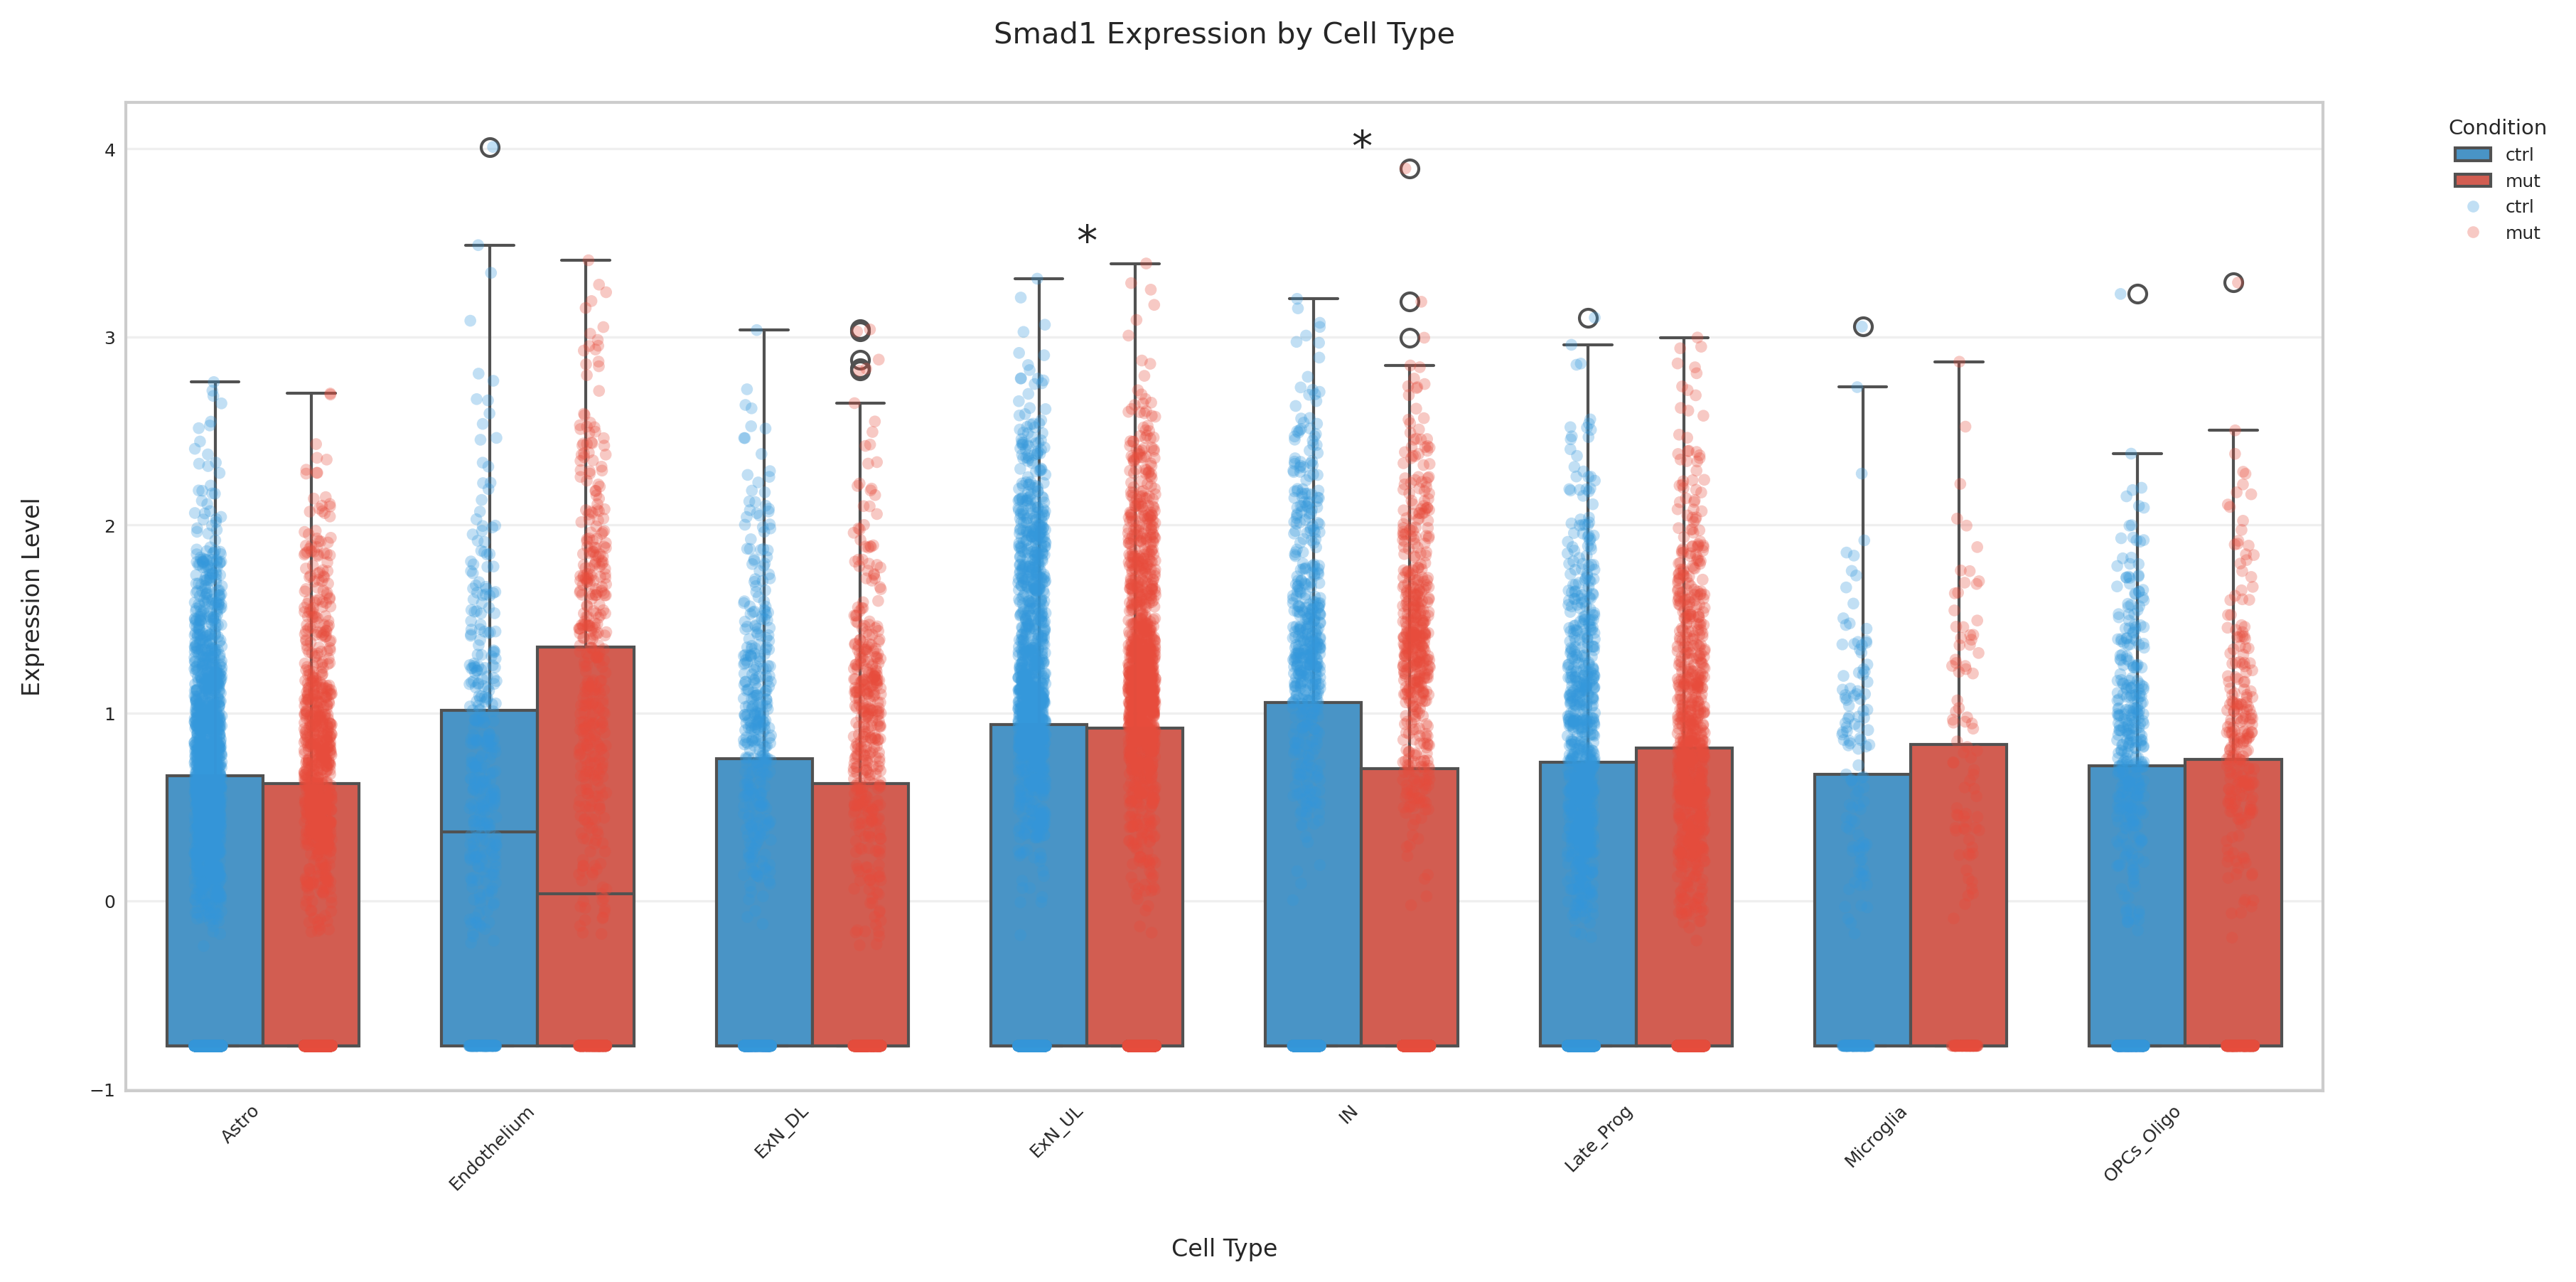 Smad1 Expression by Cell Type
Condition
ctrl
mut
ctrl
mut
Expression Level
4
3
2
1
0
−1
*
*
Astro
Endothelium
ExN_DL
ExN_UL
IN
Late_Prog
Microglia
OPCs_Oligo
Cell Type